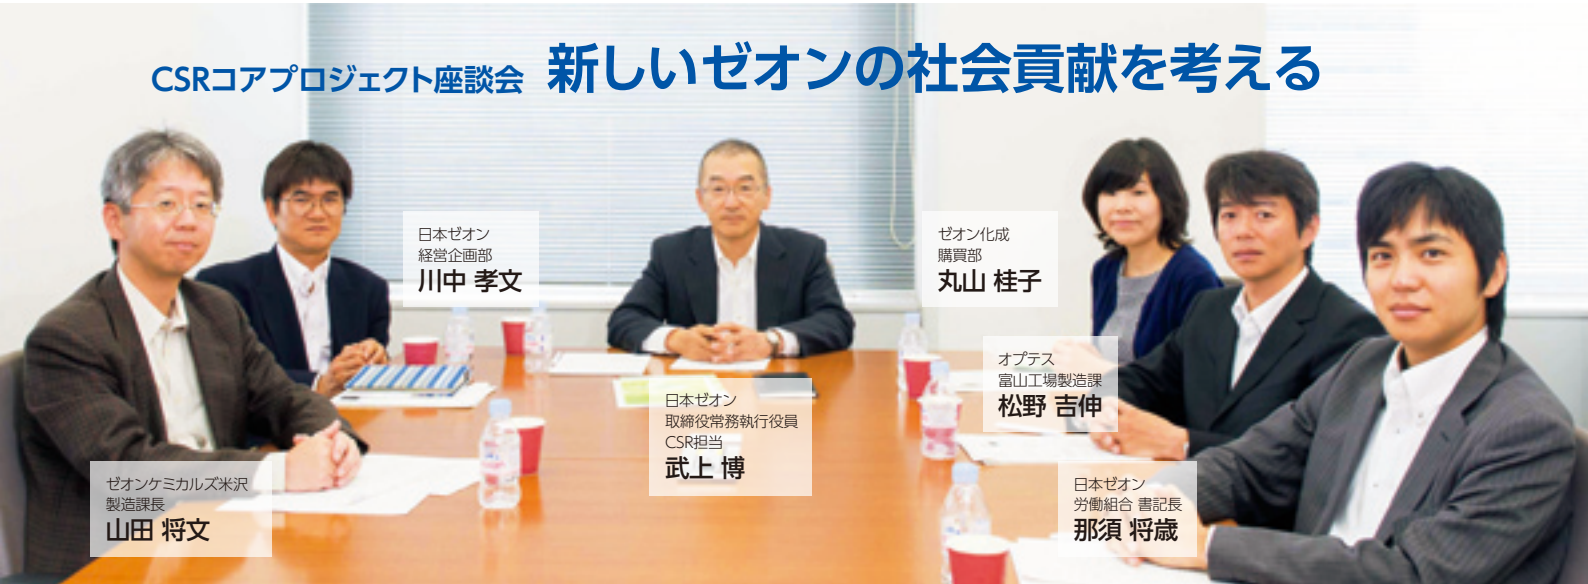 CSRコアプロジェクト座談会 新しいゼオンの社会貢献を考える
日本ゼオン
経営企画部
川中 孝文
ゼオン化成
購買部
丸山 桂子
オプテス
富山工場製造課
松野 吉伸
日本ゼオン
取締役常務執行役員
CSR担当
武上 博
ゼオンケミカルズ米沢
製造課長
山田 将文
日本ゼオン
労働組合 書記長
那須 将歳